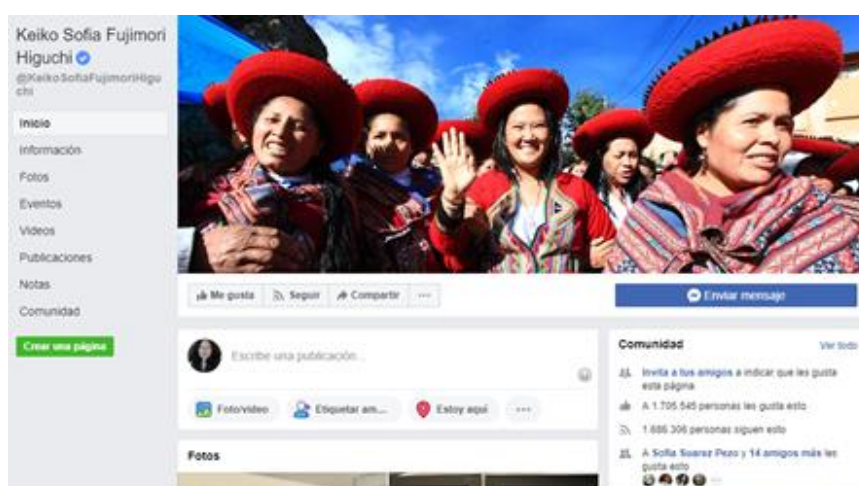 Keiko Sofia Fujimori
Higuchi
@KeikoSofiaFujimoriHigu
chi
Inicio
Información
Fotos
Eventos
Videos
Publicaciones
Notas
Comunidad
Crear una página
Me gusta
Seguir
Compartir
Enviar mensaje
Escribe una publicación...
Foto/video
Etiquetar am...
Estoy aquí
Fotos
Comunidad
Ver todo
Invita a tus amigos a indicar que les gusta
esta página
A 1.705.545 personas les gusta esto
1.686.306 personas siguen esto
A Sofia Suarez Pezo y 14 amigos más les
gusta esto